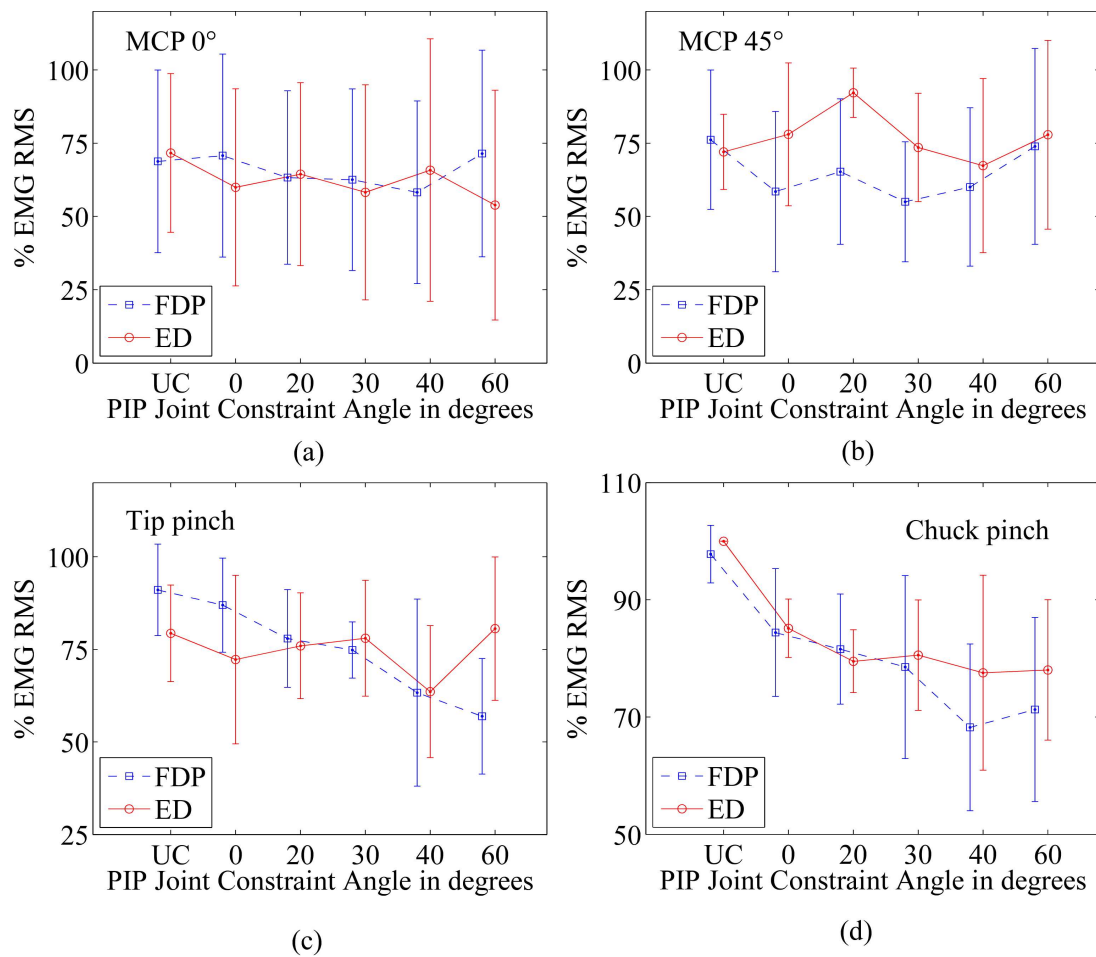 MCP 0°
% EMG RMS
100
75
50
25
0
FDP
ED
UC 0 20 30 40 60
PIP Joint Constraint Angle in degrees
(a)
MCP 45°
% EMG RMS
100
75
50
25
0
FDP
ED
UC 0 20 30 40 60
PIP Joint Constraint Angle in degrees
(b)
Tip pinch
% EMG RMS
100
75
50
25
FDP
ED
UC 0 20 30 40 60
PIP Joint Constraint Angle in degrees
(c)
Chuck pinch
% EMG RMS
110
90
70
50
FDP
ED
UC 0 20 30 40 60
PIP Joint Constraint Angle in degrees
(d)